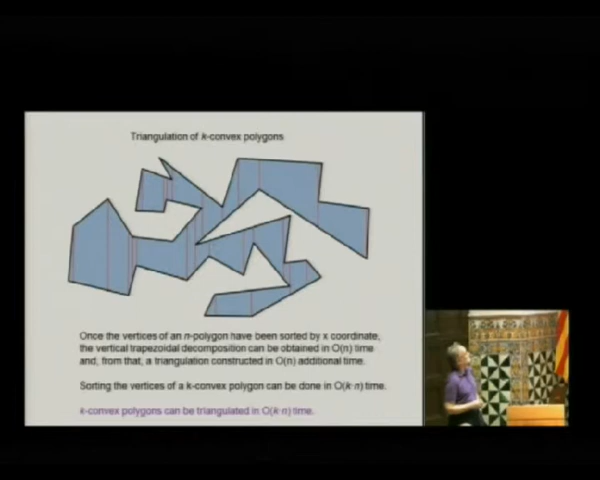 Triangulation of k-convex polygons
Once the vertices of an n-polygon have been sorted by x coordinate,
the vertical trapezoidal decomposition can be obtained in O(n) time
and, from that, a triangulation constructed in O(n) additional time.
Sorting the vertices of a k-convex polygon can be done in O(k·n) time.
k-convex polygons can be triangulated in O(k·n) time.